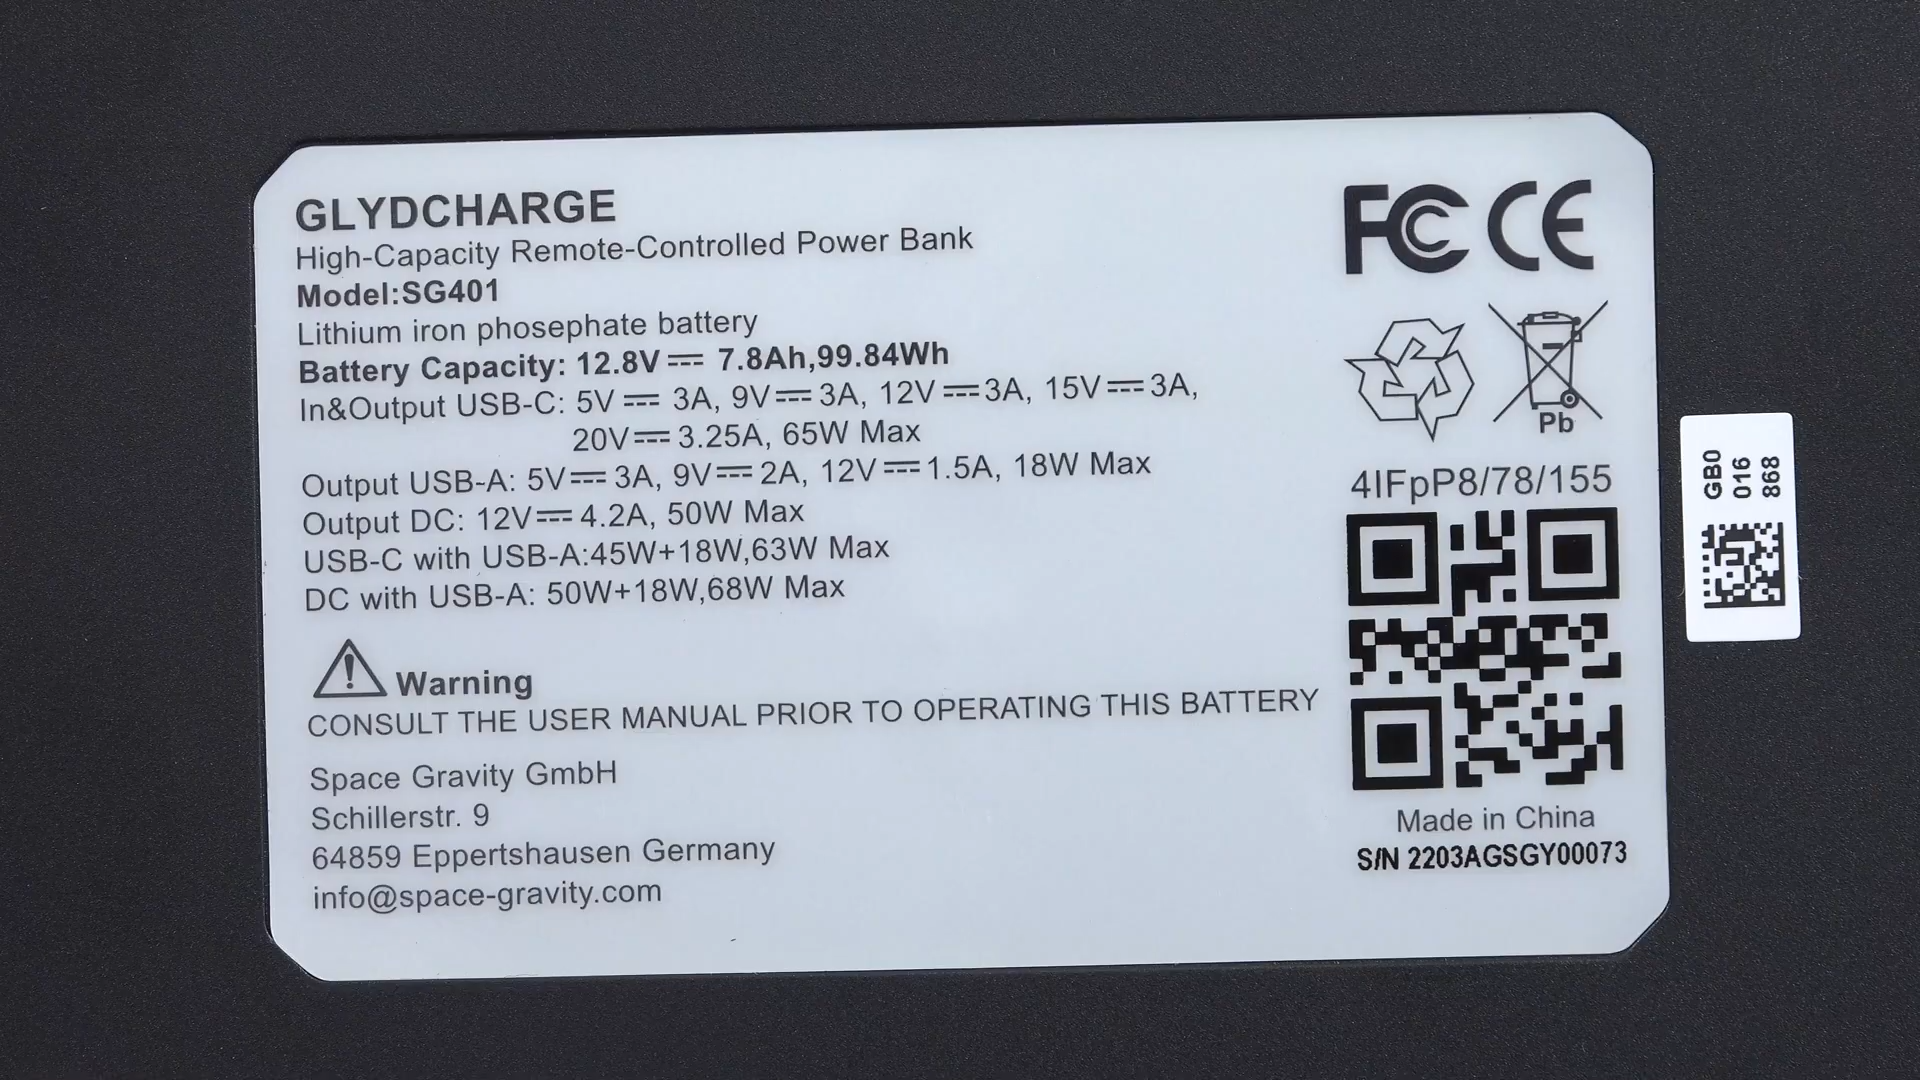 GLYDCHARGE
High-Capacity Remote-Controlled Power Bank
Model:SG401
Lithium iron phosephate battery
Battery Capacity: 12.8V⎓ 7.8Ah,99.84Wh
In&Output USB-C: 5V⎓ 3A, 9V⎓3A, 12V⎓3A, 15V⎓3A,
20V⎓3.25A, 65W Max
Output USB-A: 5V⎓ 3A, 9V⎓2A, 12V⎓1.5A, 18W Max
Output DC: 12V⎓4.2A, 50W Max
USB-C with USB-A:45W+18W,63W Max
DC with USB-A: 50W+18W,68W Max
Warning
CONSULT THE USER MANUAL PRIOR TO OPERATING THIS BATTERY
Space Gravity GmbH
Schillerstr. 9
64859 Eppertshausen Germany
info@space-gravity.com
FC CE
Pb
4IFpP8/78/155
Made in China
S/N 2203AGSGY00073
GB0
016
868